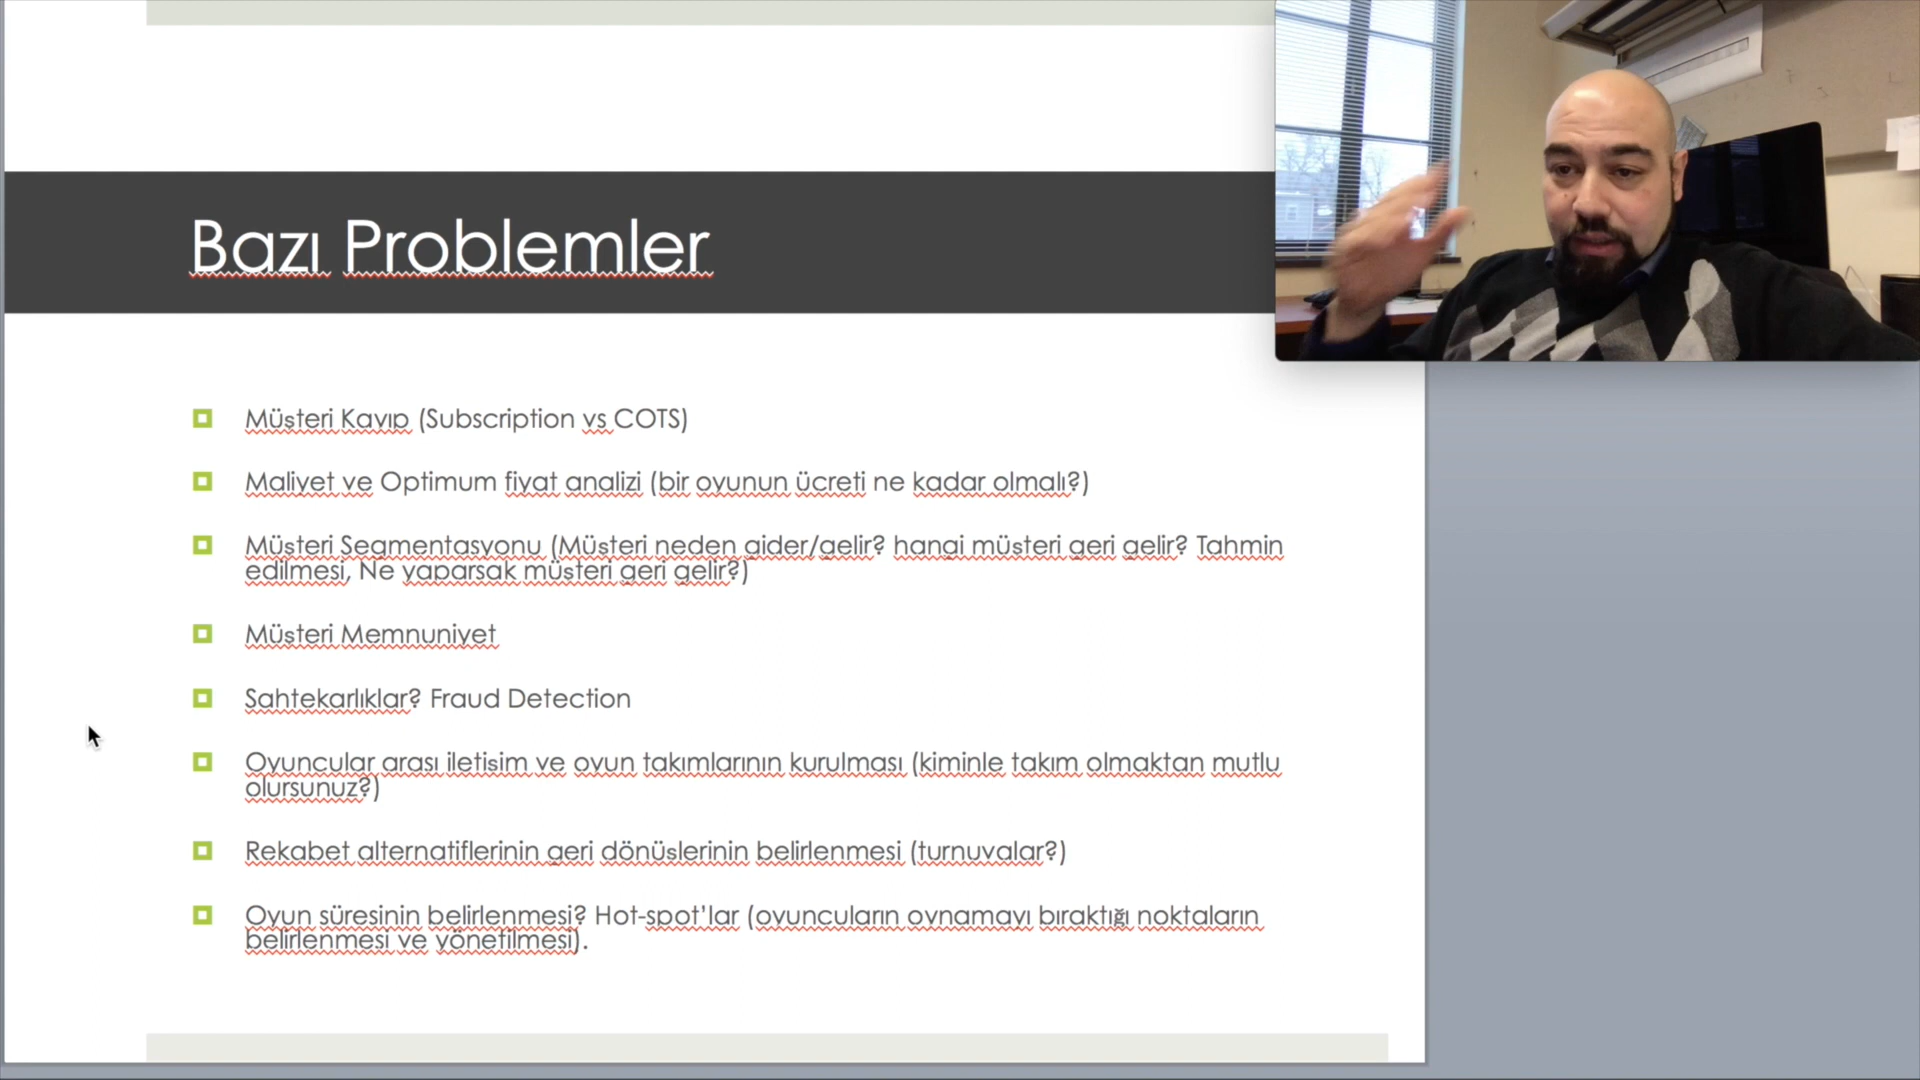 Bazı Problemler
Müşteri Kayıp (Subscription vs COTS)
Maliyet ve Optimum fiyat analizi (bir oyunun ücreti ne kadar olmalı?)
Müşteri Segmentasyonu (Müşteri neden gider/gelir? hangi müşteri geri gelir? Tahmin
edilmesi, Ne yaparsak müşteri geri gelir?)
Müşteri Memnuniyet
Sahtekarlıklar? Fraud Detection
Oyuncular arası iletişim ve oyun takımlarının kurulması (kiminle takım olmaktan mutlu
olursunuz?)
Rekabet alternatiflerinin geri dönüşlerinin belirlenmesi (turnuvalar?)
Oyun süresinin belirlenmesi? Hot-spot’lar (oyuncuların oynamayı bıraktığı noktaların
belirlenmesi ve yönetilmesi).